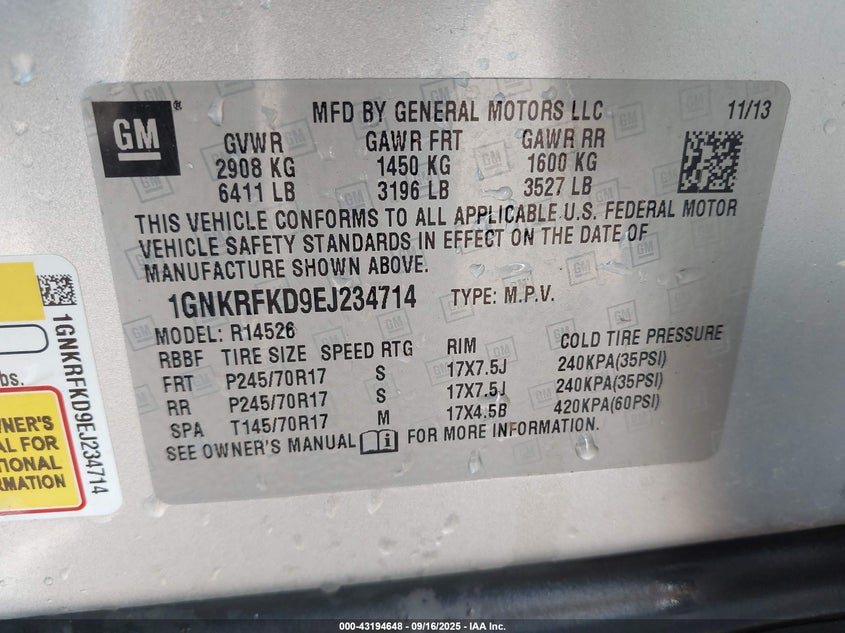 GM ®
MFD BY GENERAL MOTORS LLC 11/13
GVWR GAWR FRT GAWR RR
2908 KG 1450 KG 1600 KG
6411 LB 3196 LB 3527 LB
THIS VEHICLE CONFORMS TO ALL APPLICABLE U.S. FEDERAL MOTOR
VEHICLE SAFETY STANDARDS IN EFFECT ON THE DATE OF
MANUFACTURE SHOWN ABOVE.
1GNKRFKD9EJ234714 TYPE: M.P.V.
MODEL: R14526
RBBF TIRE SIZE SPEED RTG RIM COLD TIRE PRESSURE
FRT P245/70R17 S 17X7.5J 240KPA(35PSI)
RR P245/70R17 S 17X7.5J 240KPA(35PSI)
SPA T145/70R17 M 17X4.5B 420KPA(60PSI)
SEE OWNER'S MANUAL FOR MORE INFORMATION.
1GNKRFKD9EJ234714
bs.
WNER'S
AL FOR
TIONAL
RMATION
000-43194648 - 09/16/2025 - IAA Inc.